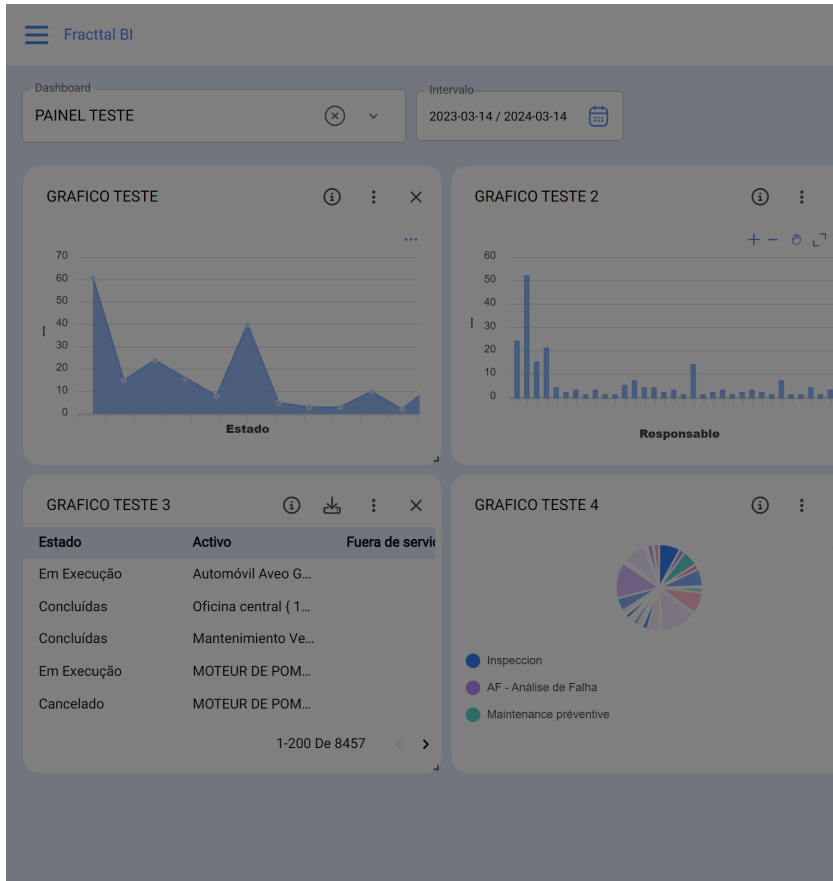 Fracttal BI
Dashboard
PAINEL TESTE
Intervalo
2023-03-14 / 2024-03-14
GRAFICO TESTE
70
60
50
40
30
20
10
0
Estado
GRAFICO TESTE 2
60
50
40
30
20
10
0
Responsable
GRAFICO TESTE 3
Estado Activo Fuera de servic
Em Execução Automóvil Aveo G...
Concluídas Oficina central { 1...
Concluídas Mantenimiento Ve...
Em Execução MOTEUR DE POM...
Cancelado MOTEUR DE POM...
1-200 De 8457
GRAFICO TESTE 4
Inspeccion
AF - Análise de Falha
Maintenance préventive